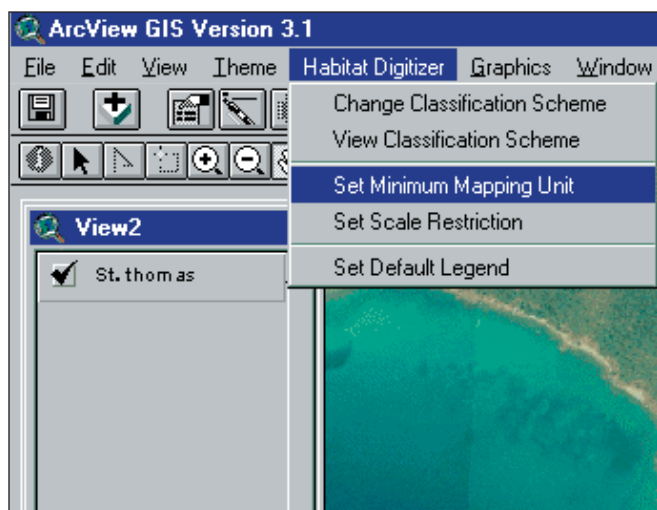 ArcView GIS Version 3.1
File Edit View Theme Habitat Digitizer Graphics Window
Change Classification Scheme
View Classification Scheme
Set Minimum Mapping Unit
Set Scale Restriction
Set Default Legend
View2
St.thomas